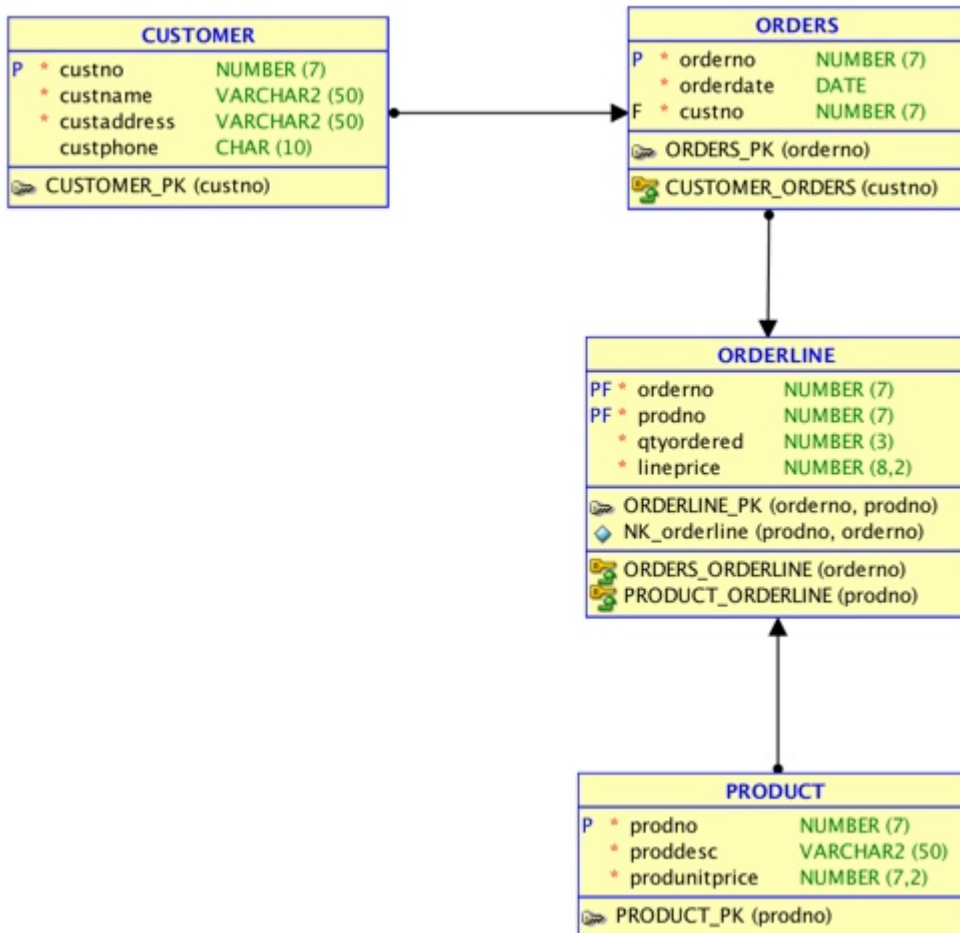 CUSTOMER
P * custno NUMBER (7)
* custname VARCHAR2 (50)
* custaddress VARCHAR2 (50)
custphone CHAR (10)
CUSTOMER_PK (custno)
ORDERS
P * orderno NUMBER (7)
* orderdate DATE
F * custno NUMBER (7)
ORDERS_PK (orderno)
CUSTOMER_ORDERS (custno)
ORDERLINE
PF * orderno NUMBER (7)
PF * prodno NUMBER (7)
* qtyordered NUMBER (3)
* lineprice NUMBER (8,2)
ORDERLINE_PK (orderno, prodno)
NK_orderline (prodno, orderno)
ORDERS_ORDERLINE (orderno)
PRODUCT_ORDERLINE (prodno)
PRODUCT
P * prodno NUMBER (7)
* proddesc VARCHAR2 (50)
* produnitprice NUMBER (7,2)
PRODUCT_PK (prodno)